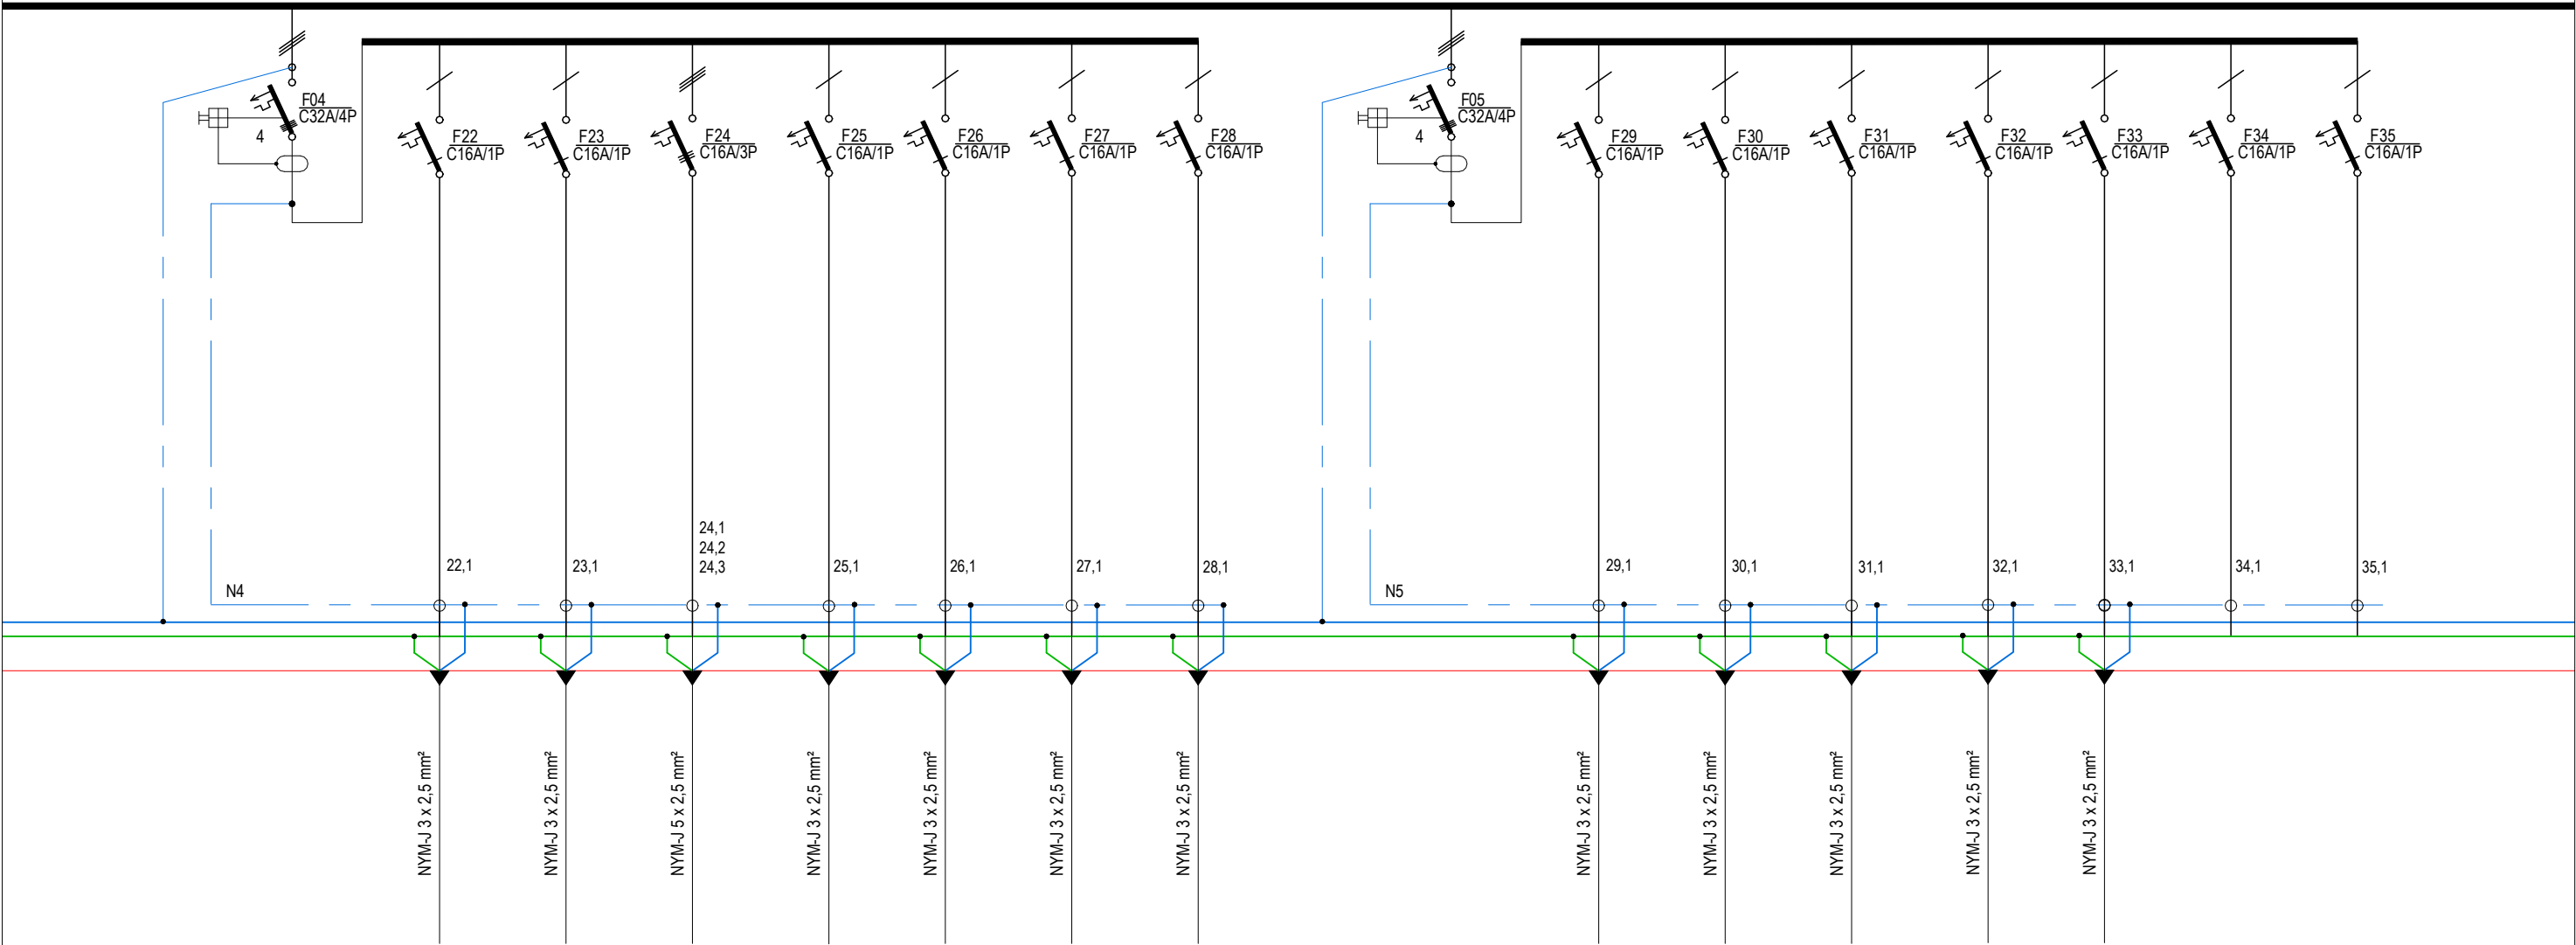 F04
C32A/4P
4
F22
C16A/1P
F23
C16A/1P
F24
C16A/3P
F25
C16A/1P
F26
C16A/1P
F27
C16A/1P
F28
C16A/1P
F05
C32A/4P
4
F29
C16A/1P
F30
C16A/1P
F31
C16A/1P
F32
C16A/1P
F33
C16A/1P
F34
C16A/1P
F35
C16A/1P
N4
22,1
23,1
24,1
24,2
24,3
25,1
26,1
27,1
28,1
N5
29,1
30,1
31,1
32,1
33,1
34,1
35,1
NYM-J 3 x 2,5 mm²
NYM-J 3 x 2,5 mm²
NYM-J 5 x 2,5 mm²
NYM-J 3 x 2,5 mm²
NYM-J 3 x 2,5 mm²
NYM-J 3 x 2,5 mm²
NYM-J 3 x 2,5 mm²
NYM-J 3 x 2,5 mm²
NYM-J 3 x 2,5 mm²
NYM-J 3 x 2,5 mm²
NYM-J 3 x 2,5 mm²
NYM-J 3 x 2,5 mm²